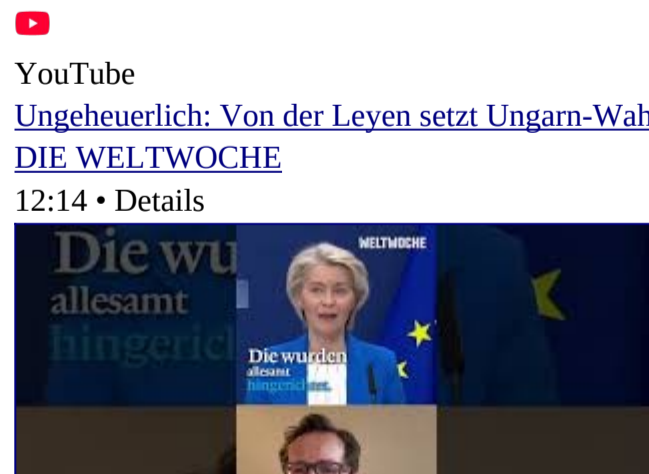 YouTube
Ungeheuerlich: Von der Leyen setzt Ungarn-Wah
DIE WELTWOCHE
12:14 • Details
Die wu
allesamt
hingeric
WELTWOCHE
Die wurden
allesamt
hingerichtet.